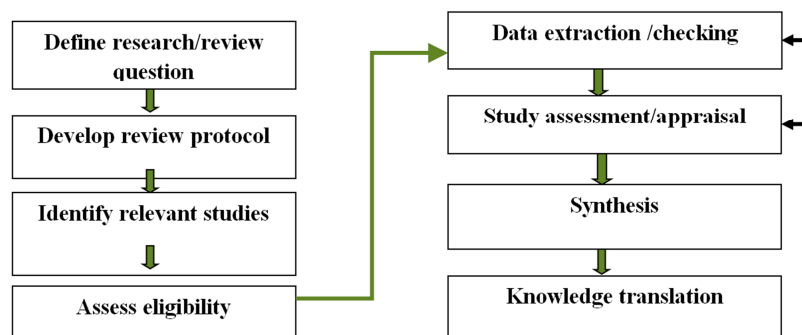 Define research/review
question
Develop review protocol
Identify relevant studies
Assess eligibility
Data extraction /checking
Study assessment/appraisal
Synthesis
Knowledge translation